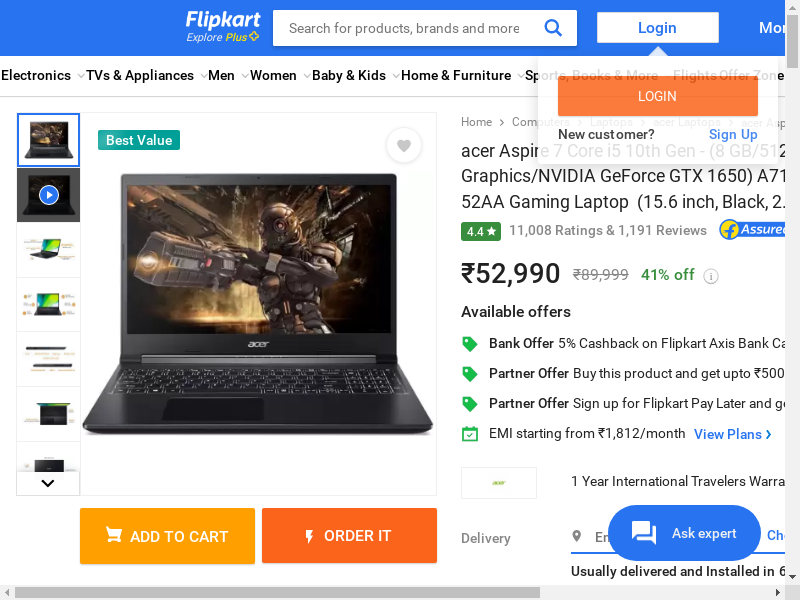 Flipkart
Explore Plus
Search for products, brands and more
Login
Mor
Electronics
TVs & Appliances
Men
Women
Baby & Kids
Home & Furniture
Sports, Books & More
Flights
Offer Zone
LOGIN
New customer?
Sign Up
Home
Computers
Laptops
acer Laptops
acer Asp
Best Value
acer Aspire 7 Core i5 10th Gen - (8 GB/512
Graphics/NVIDIA GeForce GTX 1650) A71
52AA Gaming Laptop (15.6 inch, Black, 2.
4.4
11,008 Ratings & 1,191 Reviews
Assured
₹52,990
₹89,999
41% off
i
Available offers
Bank Offer 5% Cashback on Flipkart Axis Bank Ca
Partner Offer Buy this product and get upto ₹500
Partner Offer Sign up for Flipkart Pay Later and ge
EMI starting from ₹1,812/month
View Plans
acer
acer
1 Year International Travelers Warra
ADD TO CART
ORDER IT
Delivery
En
Ask expert
Che
Usually delivered and Installed in 6